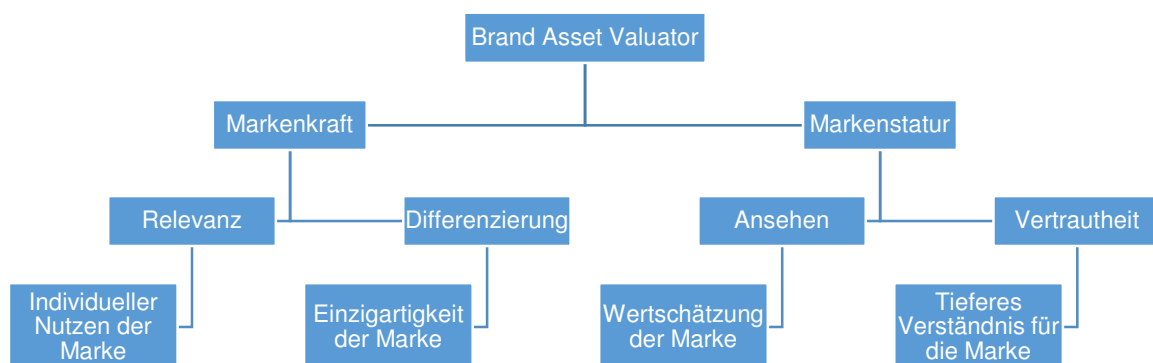 Brand Asset Valuator
Markenkraft
Markenstatur
Relevanz
Differenzierung
Ansehen
Vertrautheit
Individueller
Nutzen der
Marke
Einzigartigkeit
der Marke
Wertschätzung
der Marke
Tieferes
Verständnis für
die Marke